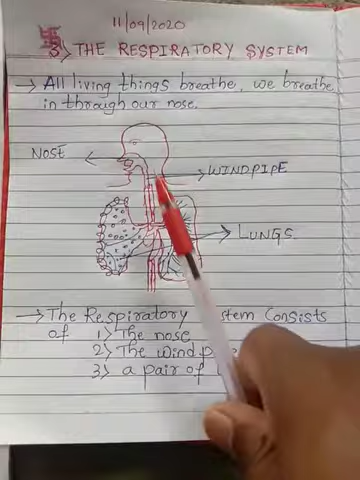 11/09/2020
3) THE RESPIRATORY SYSTEM
→ All living things breathe, we breathe
in through our nose.
NOSE
WINDPIPE
LUNGS
→ The Respiratory System Consists
of 1) The nose
2) The wind
3) a pair of